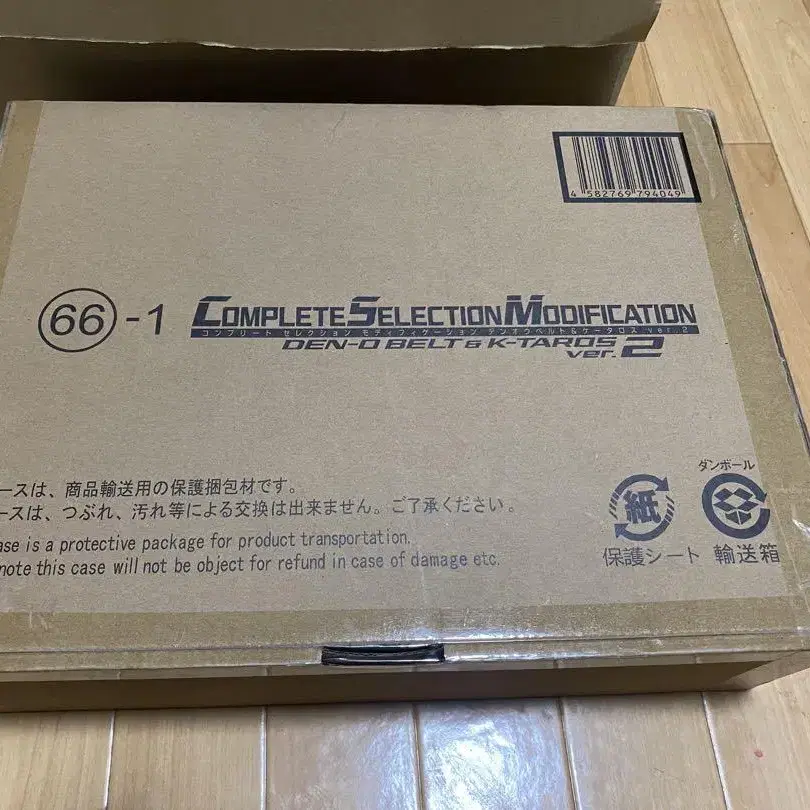 4 582769 794049
66-1 COMPLETE SELECTION MODIFICATION
コンプリート セレクション モディフィケーション デンオウベルト&ケータロス ver.2
DEN-O BELT & K-TAROS
ver.2
ースは、商品輸送用の保護梱包材です。
ースは、つぶれ、汚れ等による交換は出来ません。ご了承ください。
ase is a protective package for product transportation.
note this case will not be object for refund in case of damage etc.
紙
保護シート
ダンボール
輸送箱